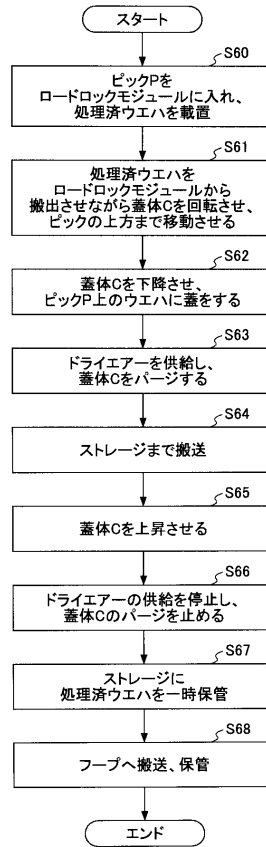 スタート
S60
ピックPを
ロードロックモジュールに入れ、
処理済ウエハを載置
S61
処理済ウエハを
ロードロックモジュールから
搬出させながら蓋体Cを回転させ、
ピックの上方まで移動させる
S62
蓋体Cを下降させ、
ピックP上のウエハに蓋をする
S63
ドライエアーを供給し、
蓋体Cをパージする
S64
ストレージまで搬送
S65
蓋体Cを上昇させる
S66
ドライエアーの供給を停止し、
蓋体Cのパージを止める
S67
ストレージに
処理済ウエハを一時保管
S68
フープへ搬送、保管
エンド